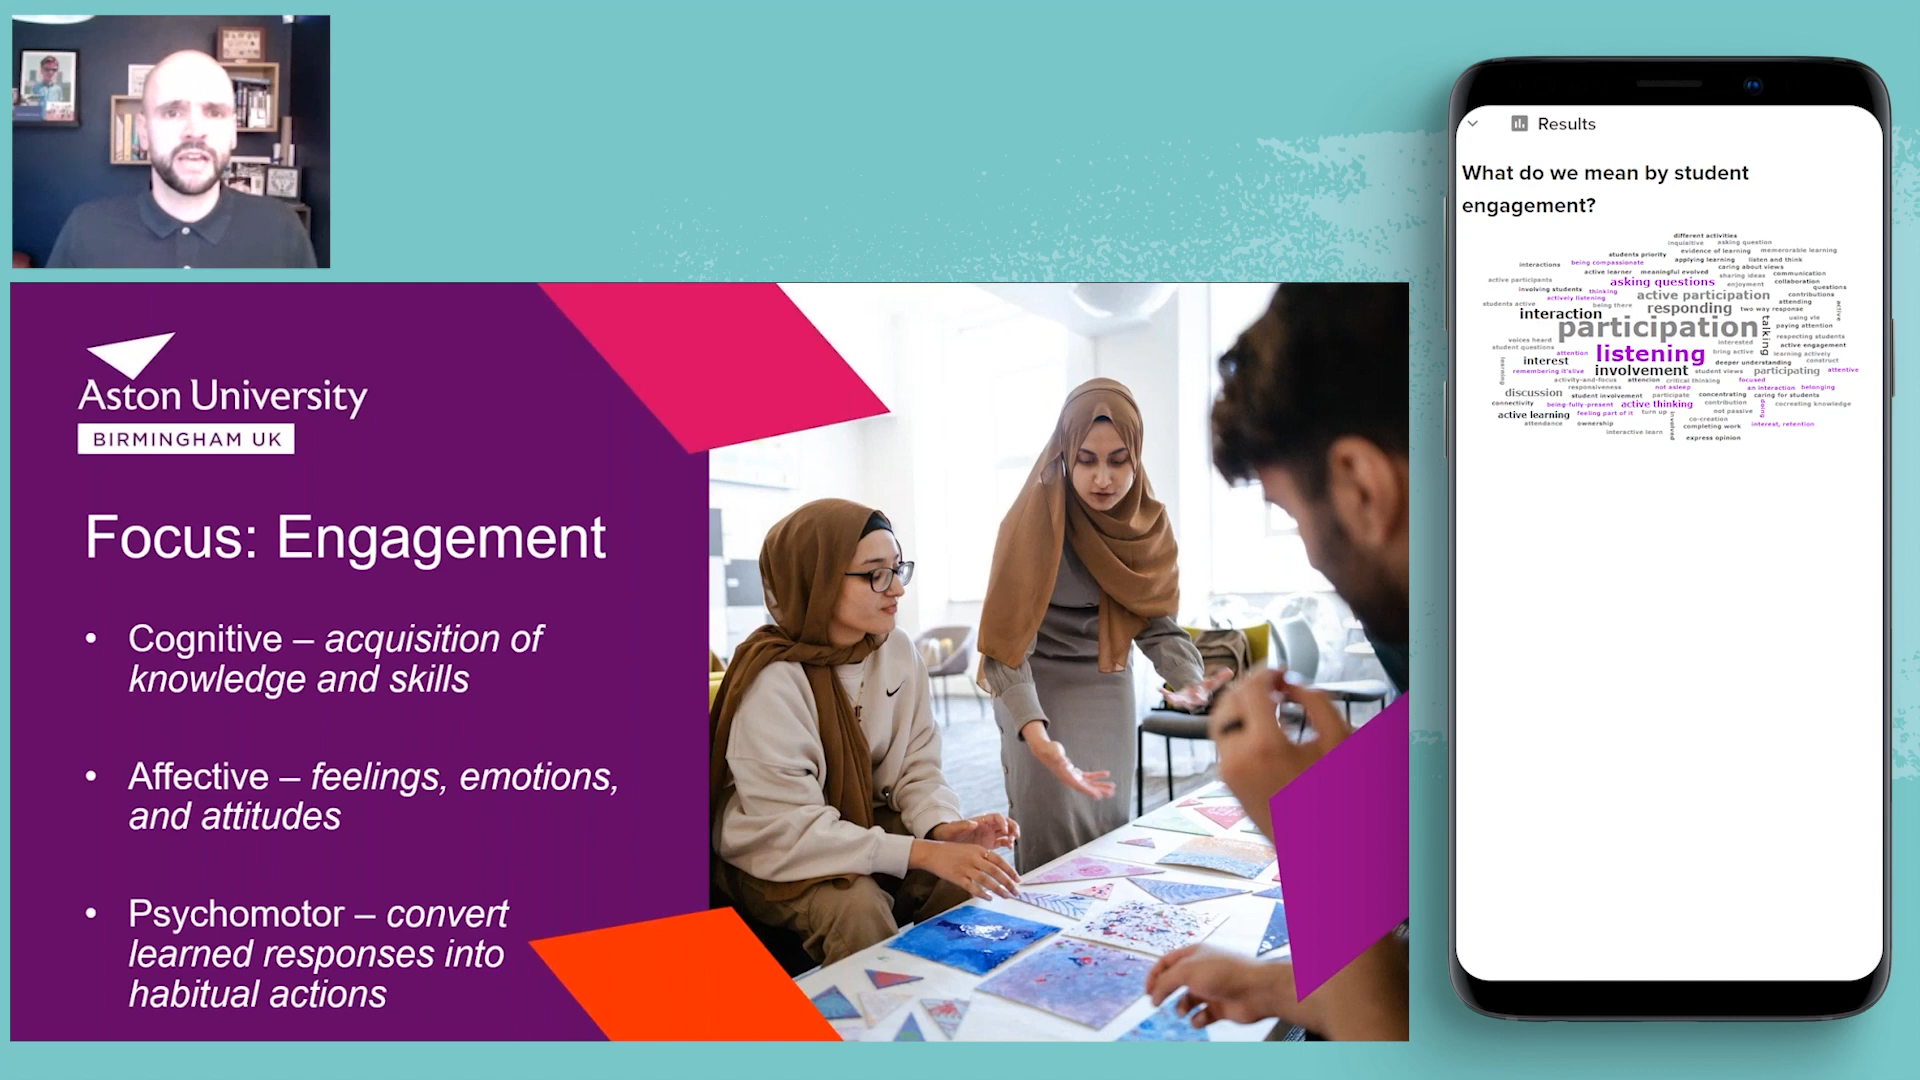 Aston University
BIRMINGHAM UK
Focus: Engagement
• Cognitive – acquisition of
knowledge and skills
• Affective – feelings, emotions,
and attitudes
• Psychomotor – convert
learned responses into
habitual actions
Results
What do we mean by student
engagement?
different activities
inquisitive asking question
evidence of learning memerorable learning
students priority applying learning listen and think
interactions being compassionate caring about views
active learner meaningful evolved sharing ideas communication
active participants asking questions enjoyment collaboration
involving students thinking questions
actively listening active participation contributions
students active being there attending
interaction responding two way response active
participation talking using vle
paying attention
voices heard interested respecting students
student questions active engagement
attention listening bring active learning actively
interest deeper understanding construct
learning remembering it'slive involvement student views participating attentive
activity-and-focus attention critical thinking focused
responsiveness not asleep an interaction belonging
discussion student involvement participate concentrating caring for students
connectivity being-fully-present active thinking contribution doing cocreating knowledge
active learning feeling part of it turn up involved not passive
attendance ownership co-creation
completing work interest, retention
interactive learn express opinion